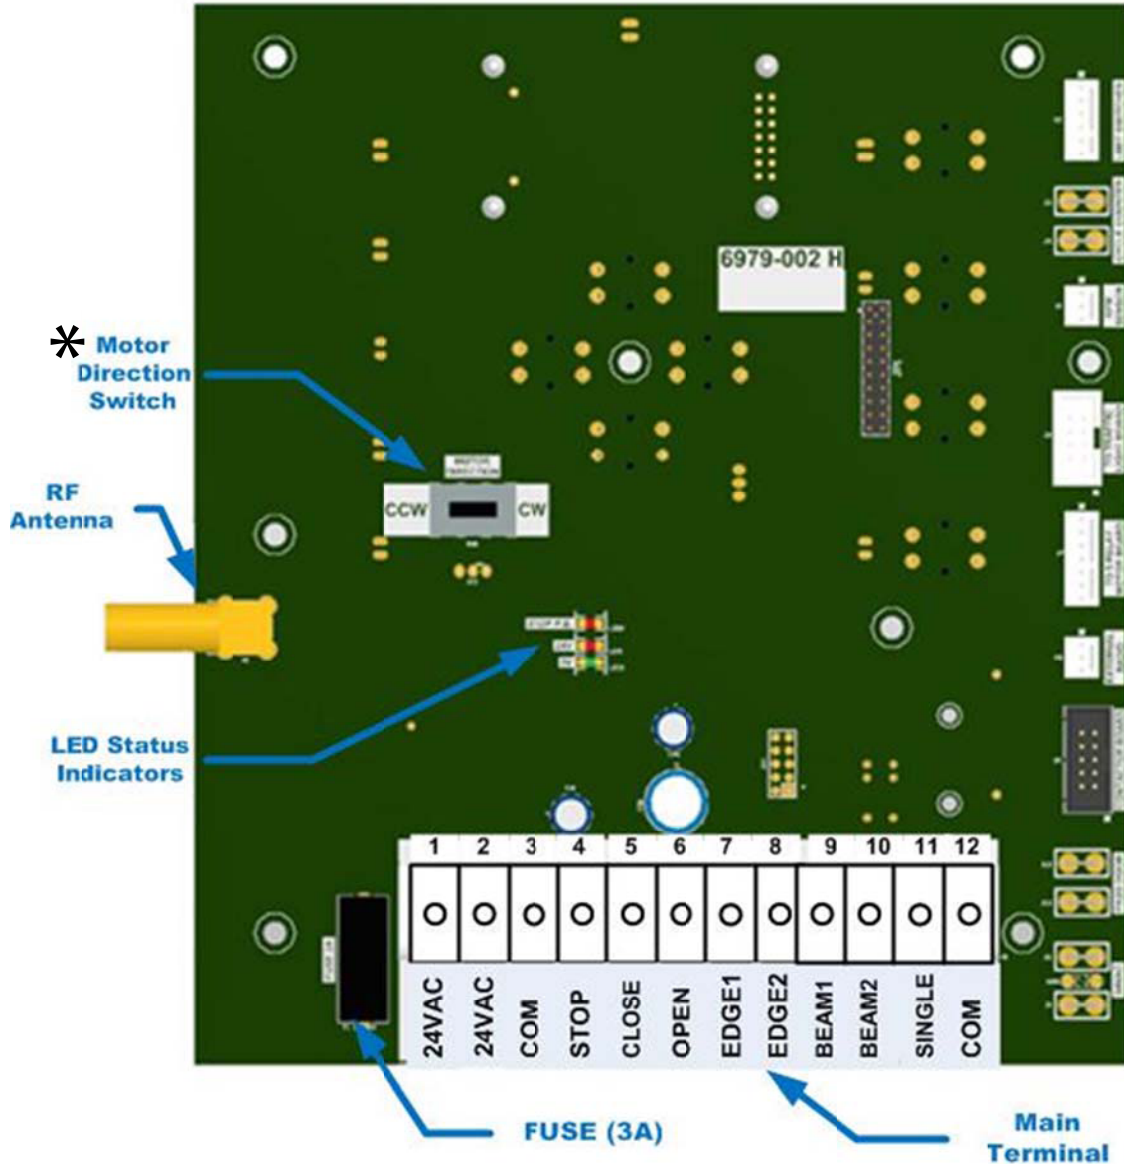 6979-002 H
* Motor
Direction
Switch
MOTOR
DIRECTION
CCW
CW
RF
Antenna
LED Status
Indicators
1 2 3 4 5 6 7 8 9 10 11 12
24VAC
24VAC
COM
STOP
CLOSE
OPEN
EDGE1
EDGE2
BEAM1
BEAM2
SINGLE
COM
FUSE (3A)
Main
Terminal